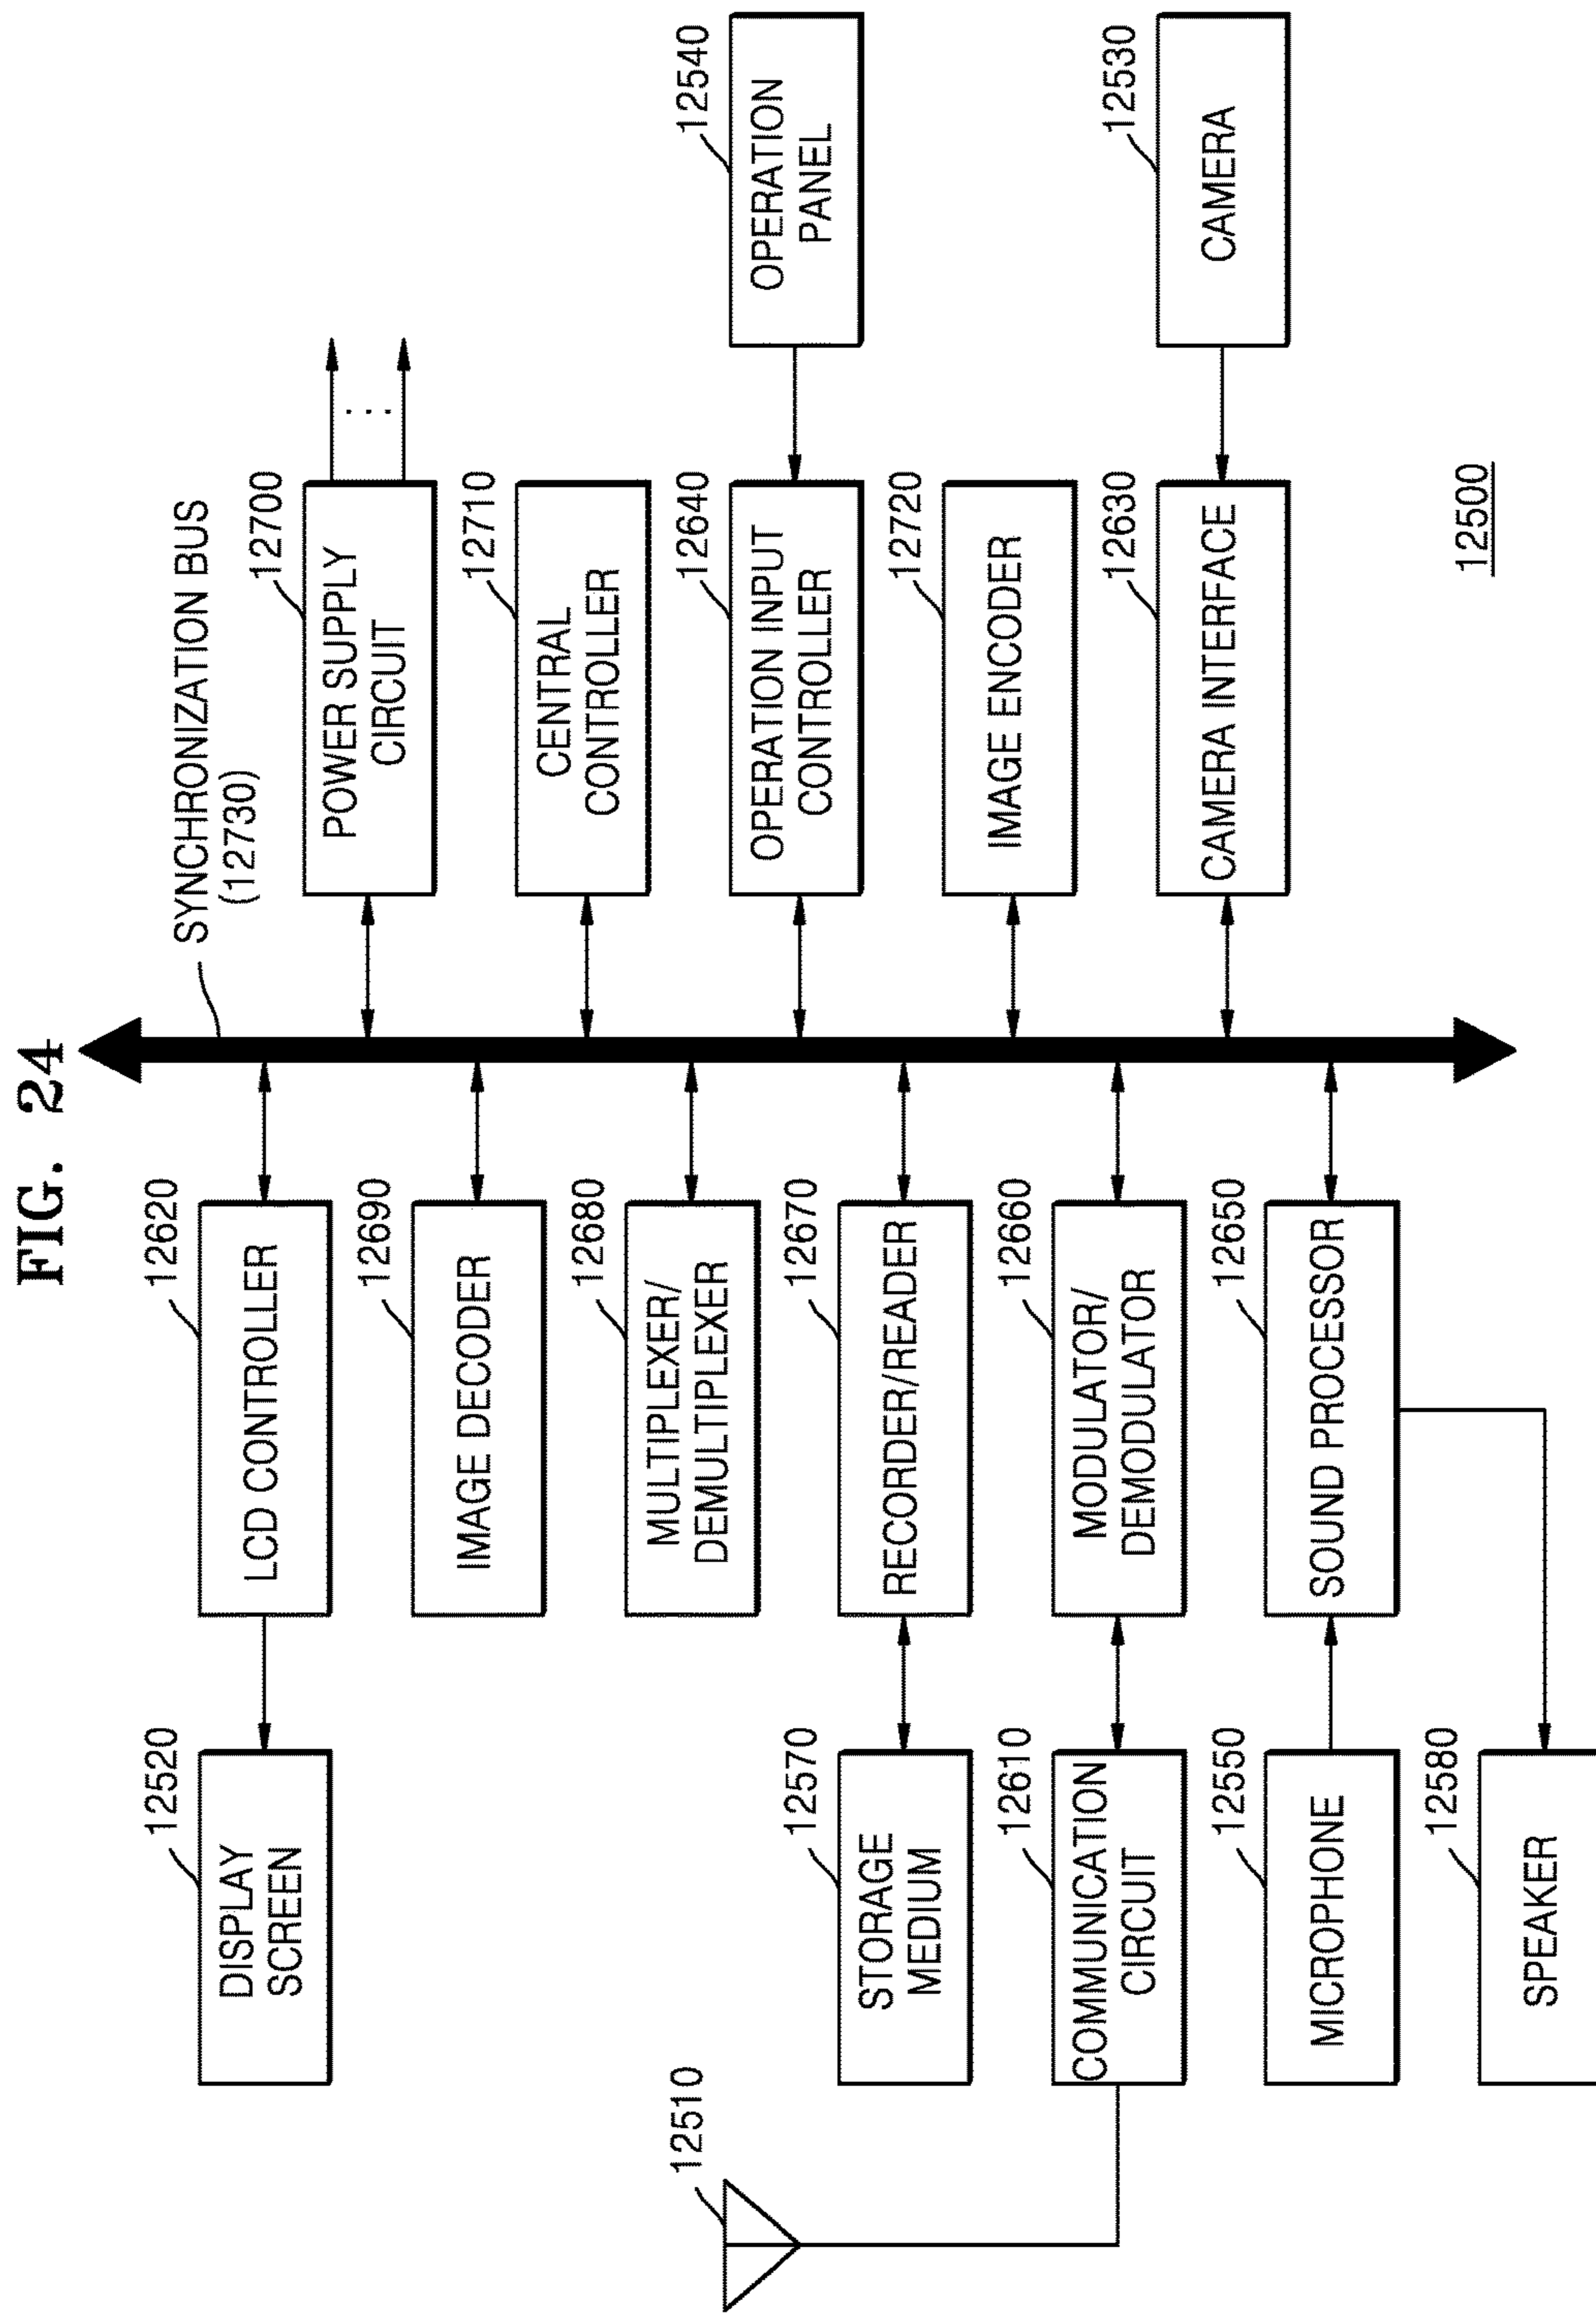 FIG. 24
12510
12520
DISPLAY
SCREEN
12570
STORAGE
MEDIUM
12610
COMMUNICATION
CIRCUIT
12550
MICROPHONE
12580
SPEAKER
12620
LCD CONTROLLER
12690
IMAGE DECODER
12680
MULTIPLEXER/
DEMULTIPLEXER
12670
RECORDER/READER
12660
MODULATOR/
DEMODULATOR
12650
SOUND PROCESSOR
SYNCHRONIZATION BUS
(12730)
12700
POWER SUPPLY
CIRCUIT
...
12710
CENTRAL
CONTROLLER
12640
OPERATION INPUT
CONTROLLER
12720
IMAGE ENCODER
12630
CAMERA INTERFACE
12540
OPERATION
PANEL
12530
CAMERA
12500